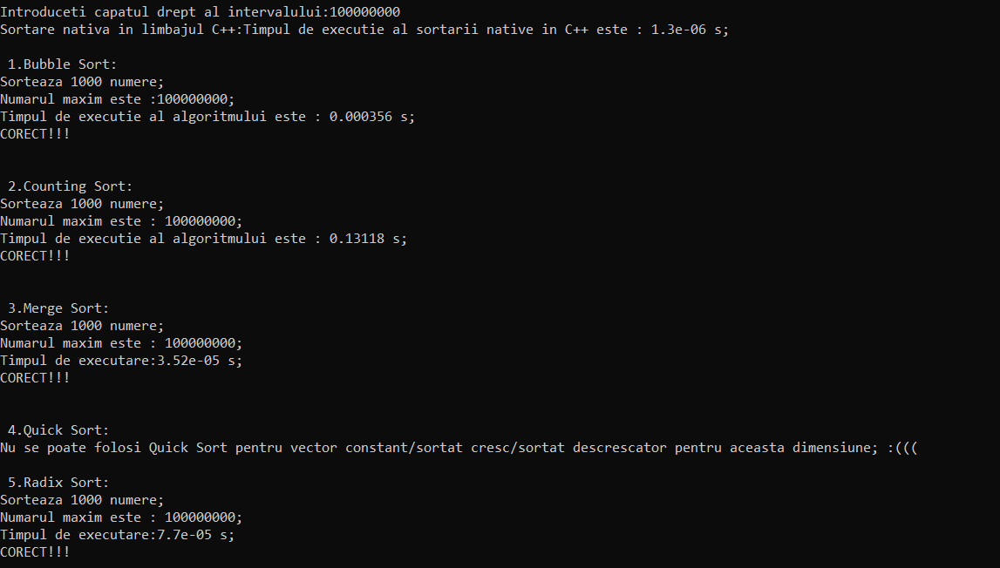 Introduceti capatul drept al intervalului:100000000
Sortare nativa in limbajul C++:Timpul de executie al sortarii native in C++ este : 1.3e-06 s;
1.Bubble Sort:
Sorteaza 1000 numere;
Numarul maxim este :100000000;
Timpul de executie al algoritmului este : 0.000356 s;
CORECT!!!
2.Counting Sort:
Sorteaza 1000 numere;
Numarul maxim este : 100000000;
Timpul de executie al algoritmului este : 0.13118 s;
CORECT!!!
3.Merge Sort:
Sorteaza 1000 numere;
Numarul maxim este : 100000000;
Timpul de executare:3.52e-05 s;
CORECT!!!
4.Quick Sort:
Nu se poate folosi Quick Sort pentru vector constant/sortat cresc/sortat descrescator pentru aceasta dimensiune; :(((
5.Radix Sort:
Sorteaza 1000 numere;
Numarul maxim este : 100000000;
Timpul de executare:7.7e-05 s;
CORECT!!!